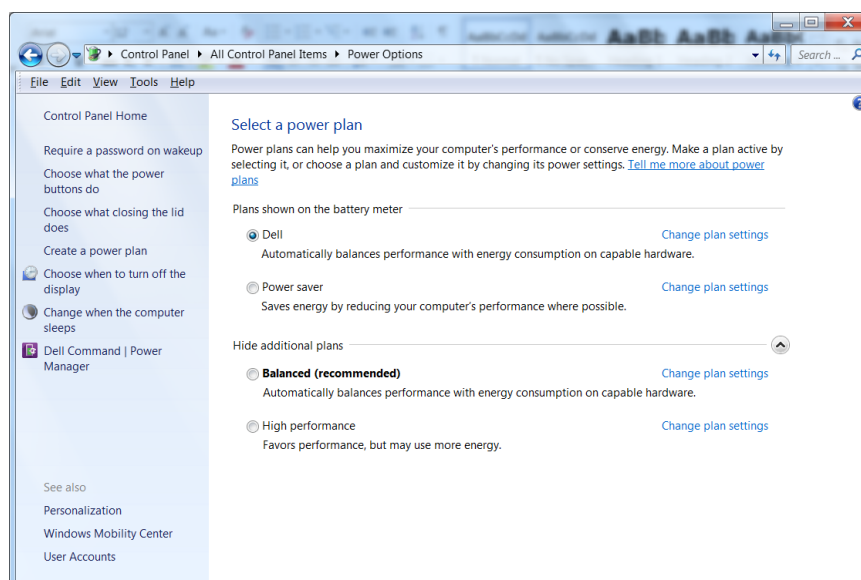 AaBb AaBb AaBb
Control Panel ▸ All Control Panel Items ▸ Power Options
Search ...
File Edit View Tools Help
Control Panel Home
Require a password on wakeup
Choose what the power
buttons do
Choose what closing the lid
does
Create a power plan
Choose when to turn off the
display
Change when the computer
sleeps
Dell Command | Power
Manager
See also
Personalization
Windows Mobility Center
User Accounts
Select a power plan
Power plans can help you maximize your computer's performance or conserve energy. Make a plan active by
selecting it, or choose a plan and customize it by changing its power settings. Tell me more about power
plans
Plans shown on the battery meter
Dell Change plan settings
Automatically balances performance with energy consumption on capable hardware.
Power saver Change plan settings
Saves energy by reducing your computer's performance where possible.
Hide additional plans
Balanced (recommended) Change plan settings
Automatically balances performance with energy consumption on capable hardware.
High performance Change plan settings
Favors performance, but may use more energy.